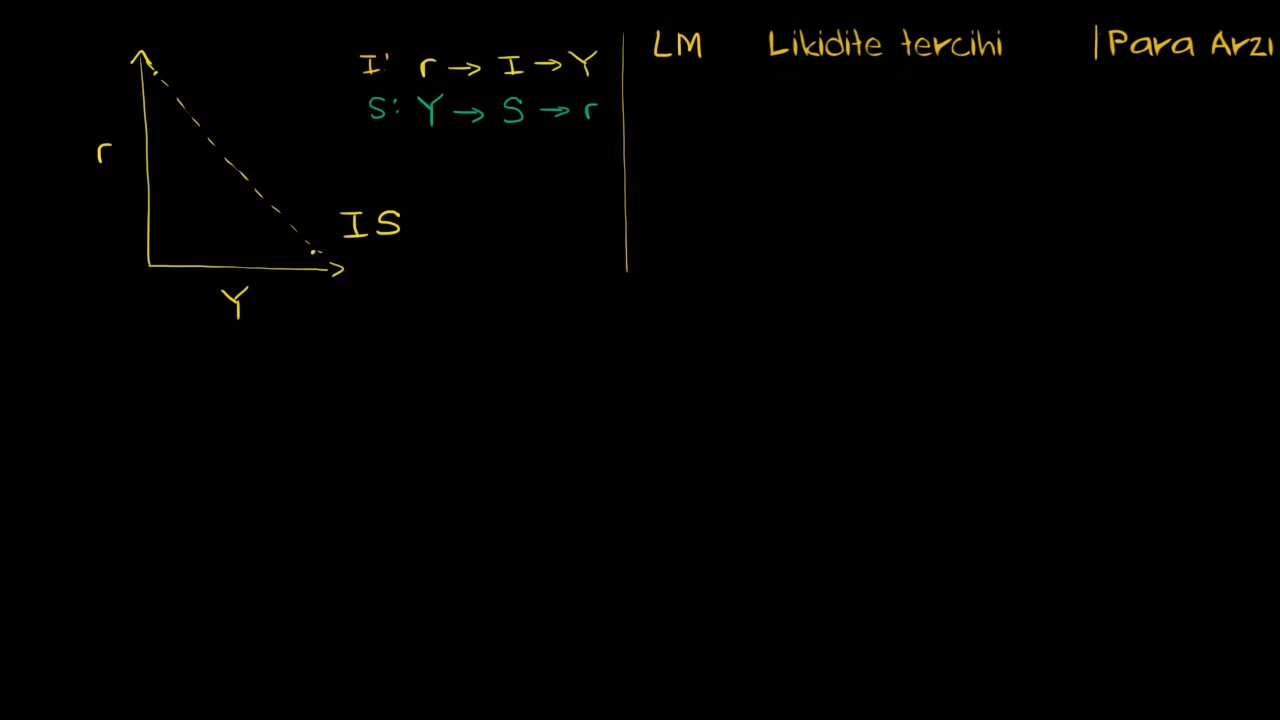 I: r → I → Y
S: Y → S → r
r
IS
Y
LM Likidite tercihi | Para Arzı